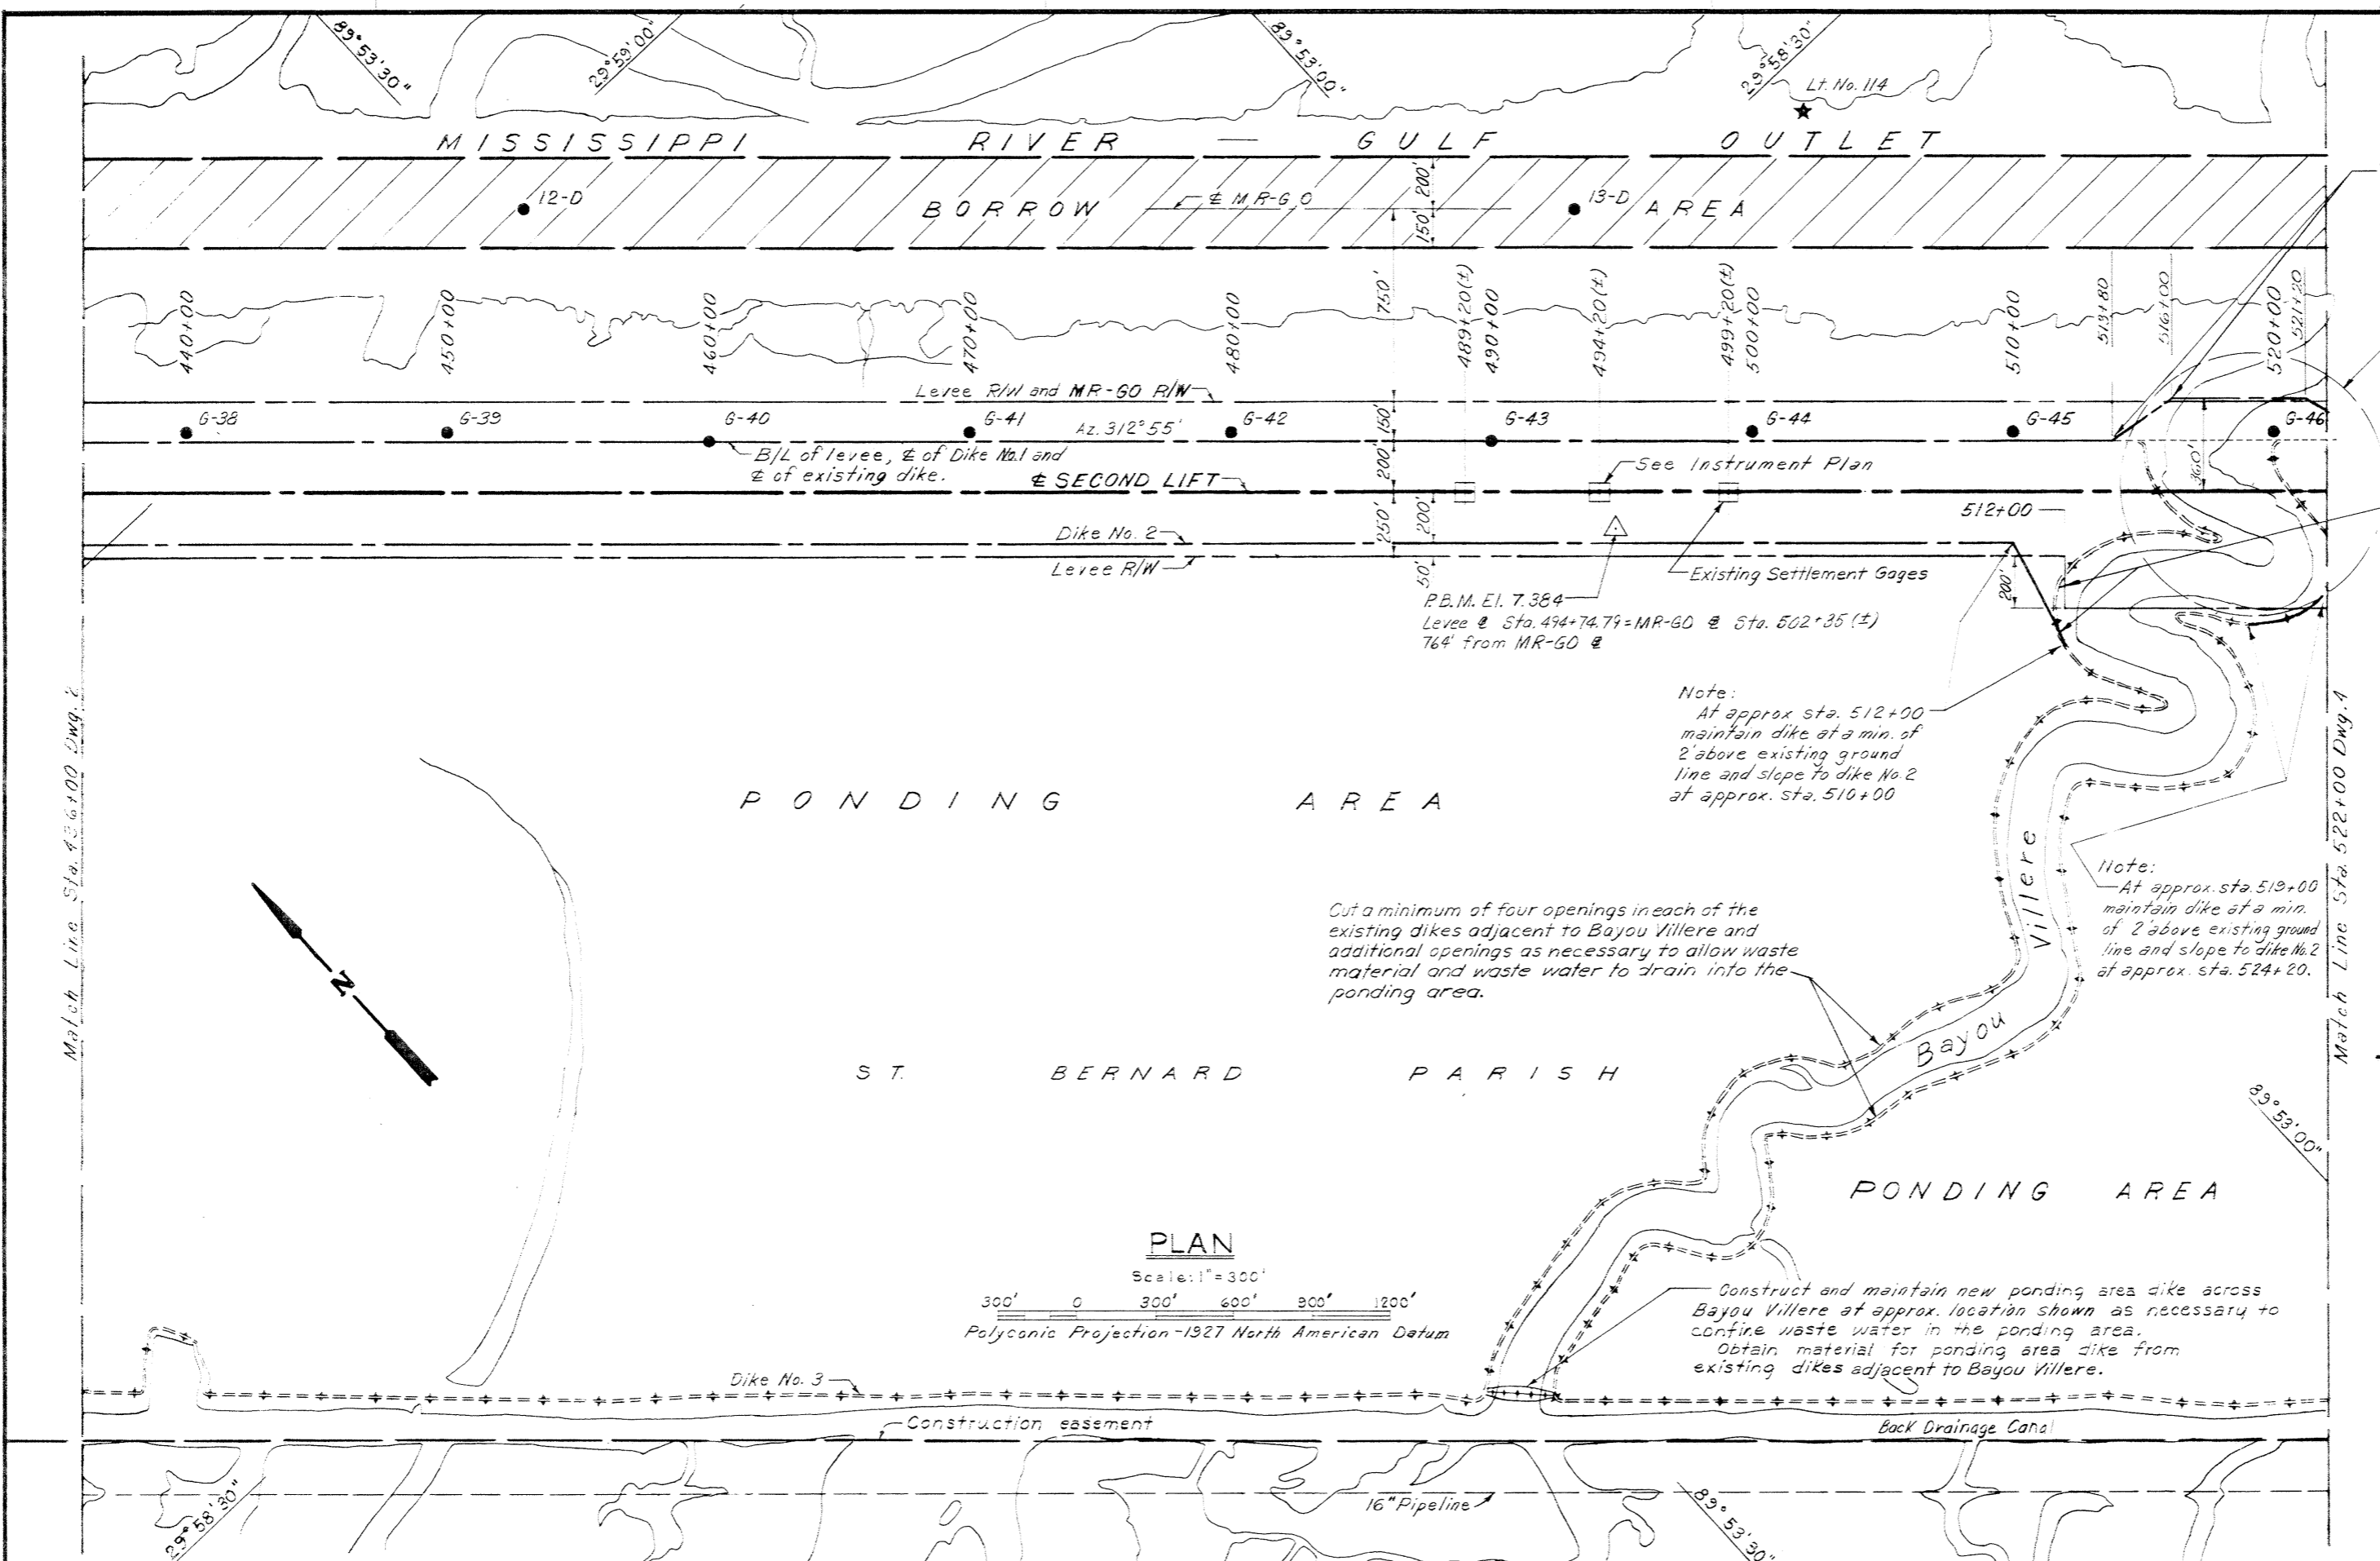 89°53'30"
29°59'00"
89°53'00"
29°58'30"
Lt. No. 114
MISSISSIPPI RIVER — GULF OUTLET
12-D
BORROW AREA
℄ MR-GO
200'
150'
13-D
440+00
450+00
460+00
470+00
480+00
750'
489+20(±)
490+00
494+20(±)
499+20(±)
500+00
510+00
513+80
516+00
520+00
521+20
Levee R/W and MR-GO R/W
G-38
G-39
G-40
G-41
Az. 312°55'
G-42
150'
G-43
G-44
G-45
G-46
B/L of levee, ℄ of Dike No.1 and
℄ of existing dike.
200'
See Instrument Plan
360'
℄ SECOND LIFT
512+00
250'
200'
Dike No. 2
Levee R/W
50'
Existing Settlement Gages
200'
P.B.M. El. 7.384
Levee ℄ Sta. 494+74.79=MR-GO ℄ Sta. 502+35(±)
764' from MR-GO ℄
Note:
At approx sta. 512+00
maintain dike at a min. of
2' above existing ground
line and slope to dike No. 2
at approx. sta. 510+00
Match Line Sta. 436+00 Dwg. 2
Match Line Sta. 522+00 Dwg. 4
PONDING AREA
Note:
At approx. sta. 519+00
maintain dike at a min.
of 2' above existing ground
line and slope to dike No.2
at approx. sta. 524+20.
Cut a minimum of four openings in each of the
existing dikes adjacent to Bayou Villere and
additional openings as necessary to allow waste
material and waste water to drain into the
ponding area.
Bayou Villere
N
ST. BERNARD PARISH
89°53'00"
PONDING AREA
PLAN
Scale: 1" = 300'
300' 0 300' 600' 900' 1200'
Polyconic Projection-1927 North American Datum
Construct and maintain new ponding area dike across
Bayou Villere at approx. location shown as necessary to
confine waste water in the ponding area.
Obtain material for ponding area dike from
existing dikes adjacent to Bayou Villere.
Dike No. 3
Construction easement
Back Drainage Canal
16" Pipeline
29°58'30"
89°53'30"